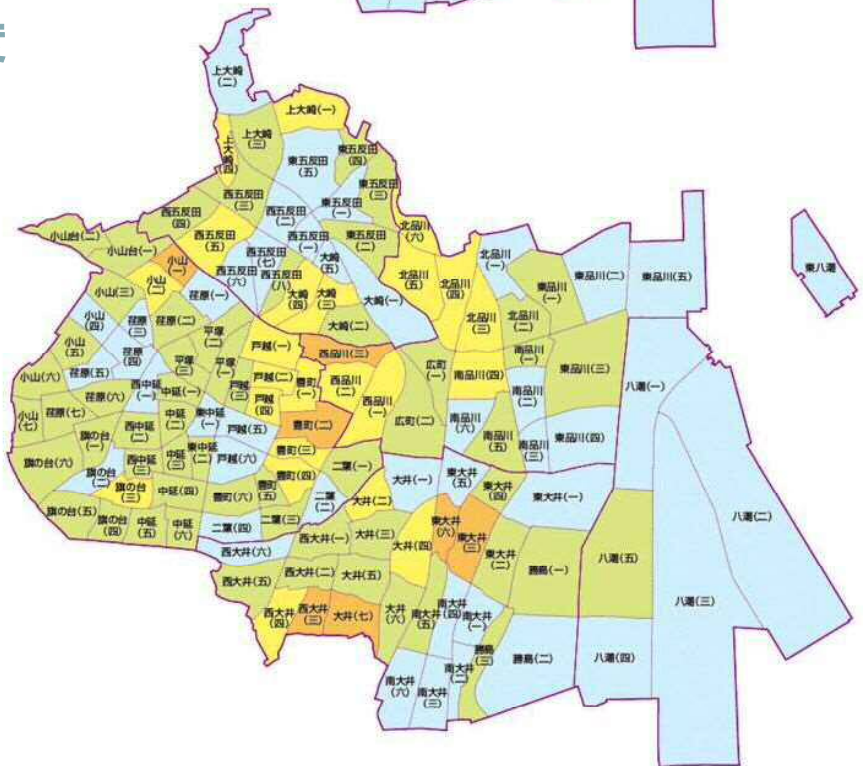 上大崎
(二)
上大崎(一)
上大崎
(三)
上大崎(四)
東五反田
(四)
東五反田
(五)
東五反田
(三)
西五反田
(三)
東五反田
(一)
西五反田
(四)
西五反田
(二)
北品川
(六)
小山台(二)
西五反田
(五)
西五反田
(一)
東五反田
(二)
小山台(一)
西五反田
(七)
大崎
(五)
北品川
(一)
東八潮
小山
(一)
西五反田
(六)
西五反田
(八)
北品川
(五)
北品川
(四)
東品川
(一)
東品川(二)
東品川(五)
小山
(二)
小山(三)
荏原(一)
大崎
(四)
大崎
(三)
大崎(一)
北品川
(三)
北品川
(二)
小山
(四)
荏原
(三)
荏原(二)
平塚
(二)
大崎(二)
小山
(五)
荏原
(四)
戸越(一)
西品川(三)
広町
(一)
南品川
(一)
東品川(三)
小山(六)
荏原(五)
平塚
(三)
平塚
(一)
戸越(二)
豊町
(一)
西品川
(二)
南品川(四)
南品川
(二)
八潮(一)
荏原(六)
西中延
(一)
中延(一)
戸越
(三)
戸越
(四)
西品川
(一)
小山
(七)
荏原(七)
中延
(二)
東中延
(一)
豊町(二)
広町(二)
南品川
(六)
旗の台
(一)
西中延
(二)
戸越(五)
南品川
(五)
南品川
(三)
東品川(四)
旗の台(六)
西中延
(三)
中延
(三)
東中延
(二)
戸越(六)
豊町(三)
旗の台
(二)
豊町(四)
二葉(一)
大井(一)
東大井
(五)
旗の台
(三)
中延(四)
豊町(六)
豊町
(五)
二葉
(二)
大井(二)
東大井
(四)
東大井(一)
旗の台(五)
旗の台
(四)
中延
(五)
中延
(六)
二葉(四)
二葉(三)
東大井
(六)
東大井
(三)
八潮(二)
西大井(六)
西大井(一)
大井(三)
大井(四)
東大井
(二)
勝島(一)
八潮(五)
西大井(五)
西大井(二)
大井(五)
八潮(三)
西大井
(四)
西大井
(三)
大井(七)
大井
(六)
南大井
(五)
南大井
(四)
南大井
(一)
勝島
(三)
勝島(二)
八潮(四)
南大井
(二)
南大井
(六)
南大井
(三)